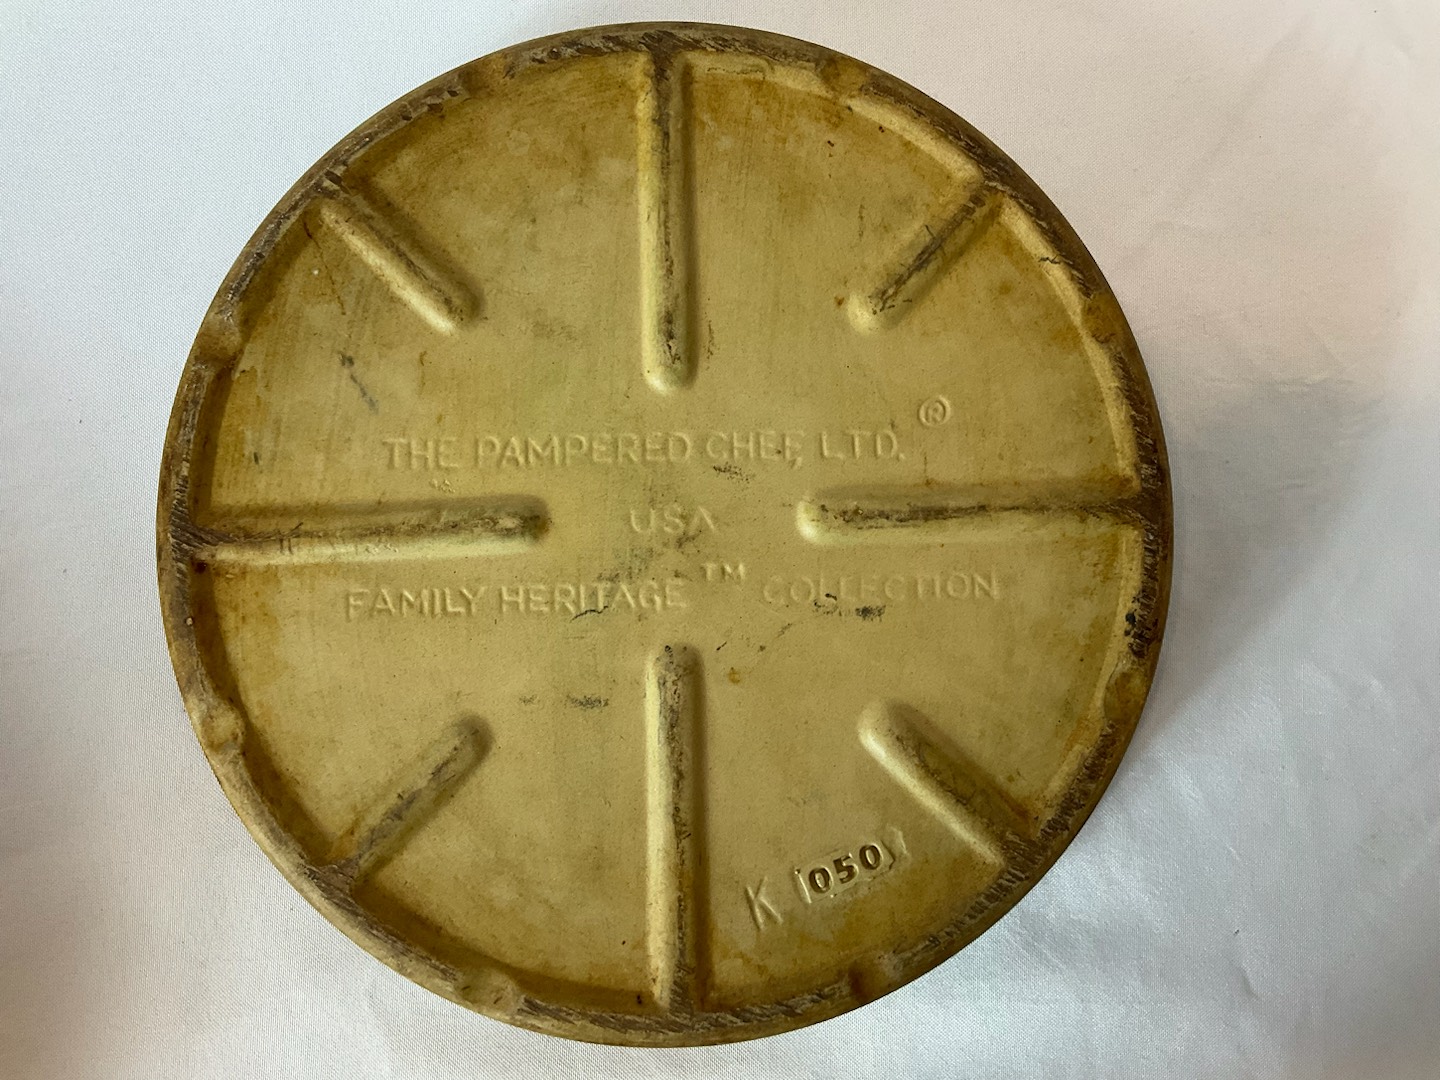 THE PAMPERED CHEF, LTD. ®
USA
FAMILY HERITAGE™ COLLECTION
K 050